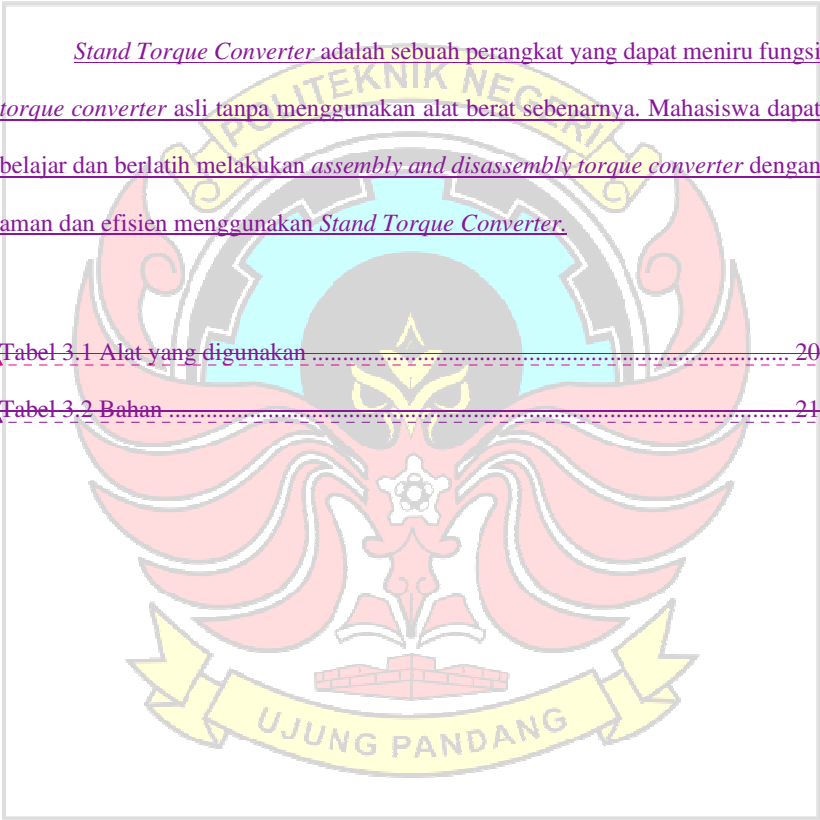 Stand Torque Converter adalah sebuah perangkat yang dapat meniru fungsi
torque converter asli tanpa menggunakan alat berat sebenarnya. Mahasiswa dapat
belajar dan berlatih melakukan assembly and disassembly torque converter dengan
aman dan efisien menggunakan Stand Torque Converter.
Tabel 3.1 Alat yang digunakan .............................................................................. 20
Tabel 3.2 Bahan ..................................................................................................... 21
POLITEKNIK NEGERI
UJUNG PANDANG